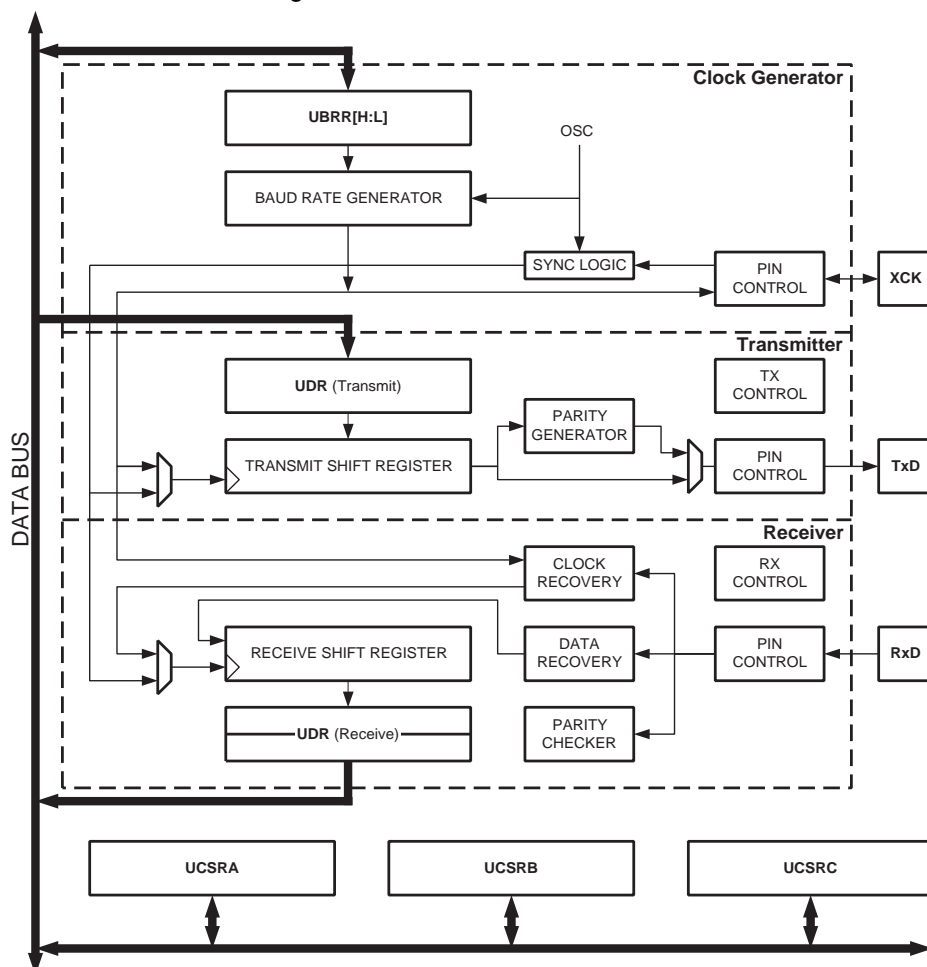 Clock Generator
UBRR[H:L]
OSC
BAUD RATE GENERATOR
SYNC LOGIC
PIN
CONTROL
XCK
Transmitter
UDR (Transmit)
TX
CONTROL
PARITY
GENERATOR
TRANSMIT SHIFT REGISTER
PIN
CONTROL
TxD
DATA BUS
Receiver
CLOCK
RECOVERY
RX
CONTROL
RECEIVE SHIFT REGISTER
DATA
RECOVERY
PIN
CONTROL
RxD
UDR (Receive)
PARITY
CHECKER
UCSRA
UCSRB
UCSRC